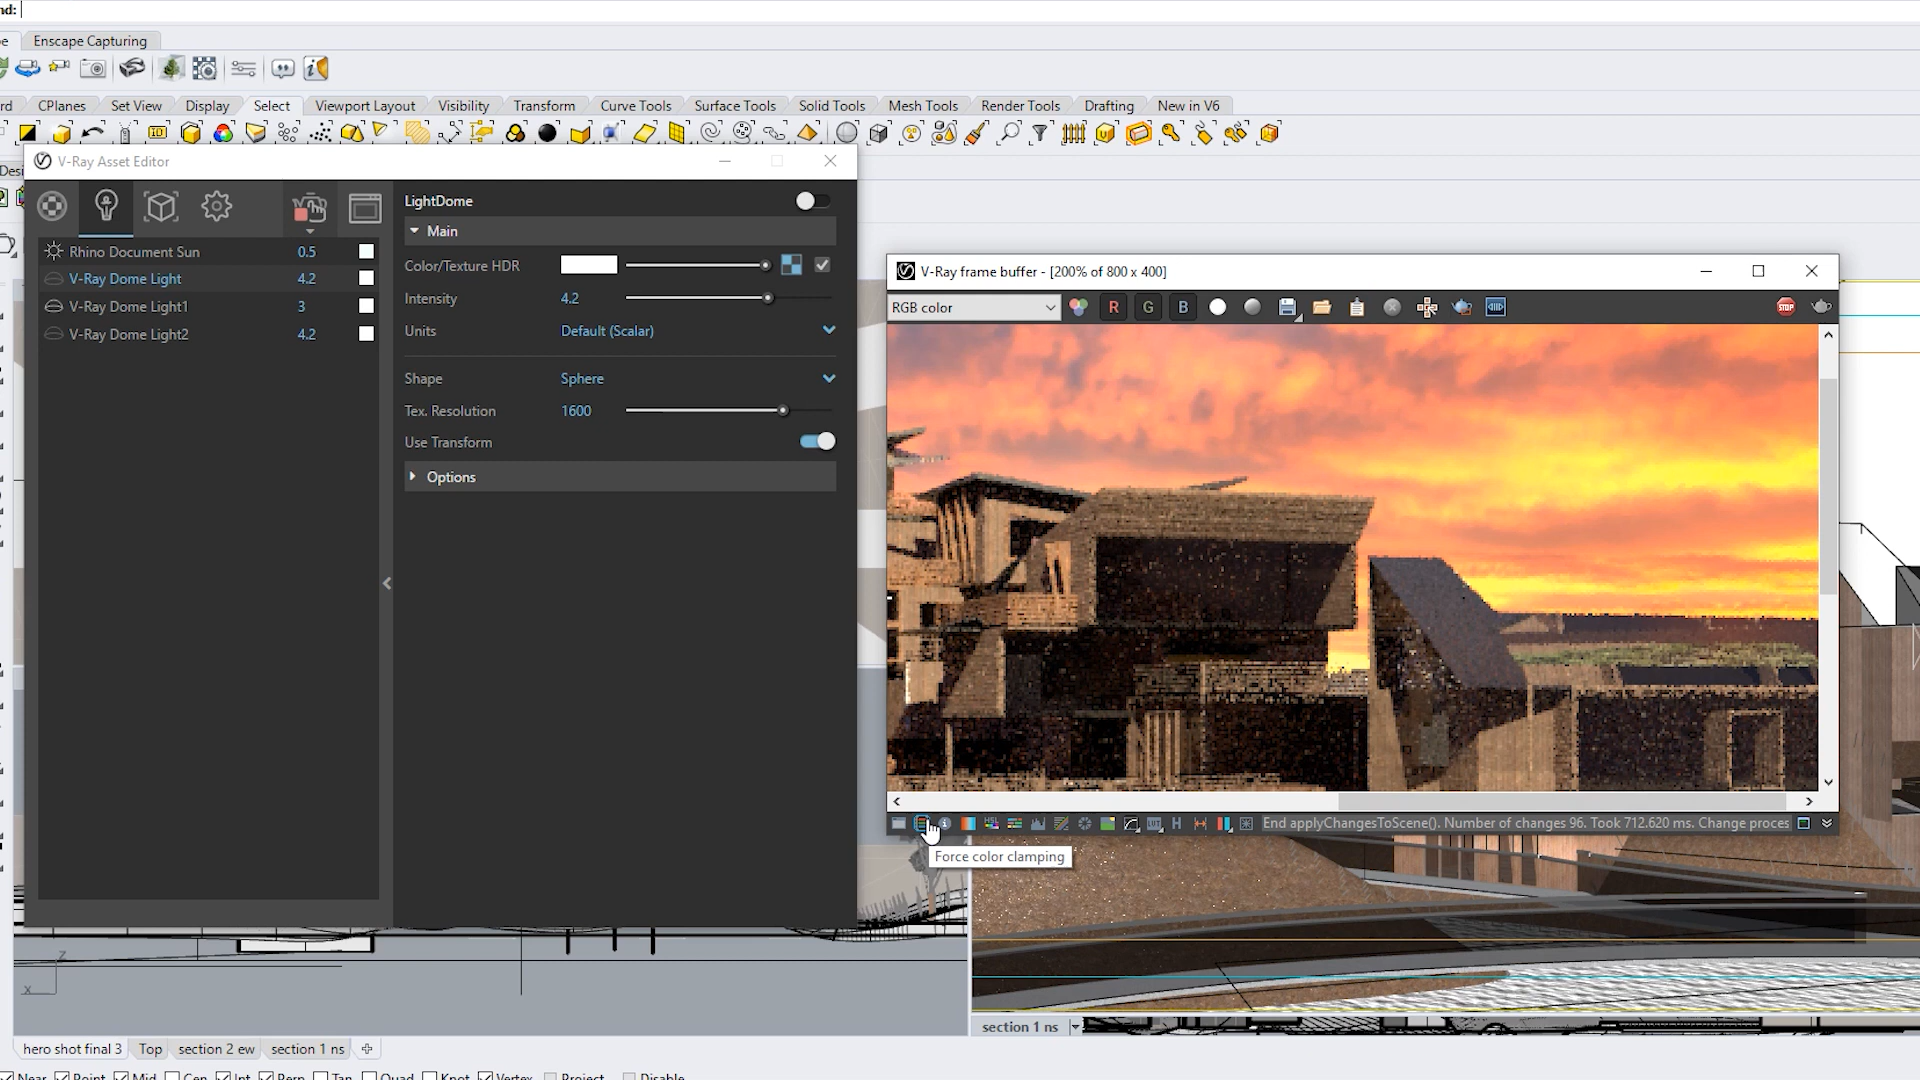 nd:
Enscape Capturing
CPlanes Set View Display Select Viewport Layout Visibility Transform Curve Tools Surface Tools Solid Tools Mesh Tools Render Tools Drafting New in V6
V-Ray Asset Editor
LightDome
Main
Rhino Document Sun 0.5
Color/Texture HDR
V-Ray Dome Light 4.2
Intensity 4.2
V-Ray Dome Light1 3
Units Default (Scalar)
V-Ray Dome Light2 4.2
Shape Sphere
Tex. Resolution 1600
Use Transform
Options
V-Ray frame buffer - [200% of 800 x 400]
RGB color R G B STOP
End applyChangesToScene(). Number of changes 96. Took 712.620 ms. Change proces
Force color clamping
z
x
section 1 ns
hero shot final 3 Top section 2 ew section 1 ns
Near Point Mid Cen Int Perp Tan Quad Knot Vertex Project Disable